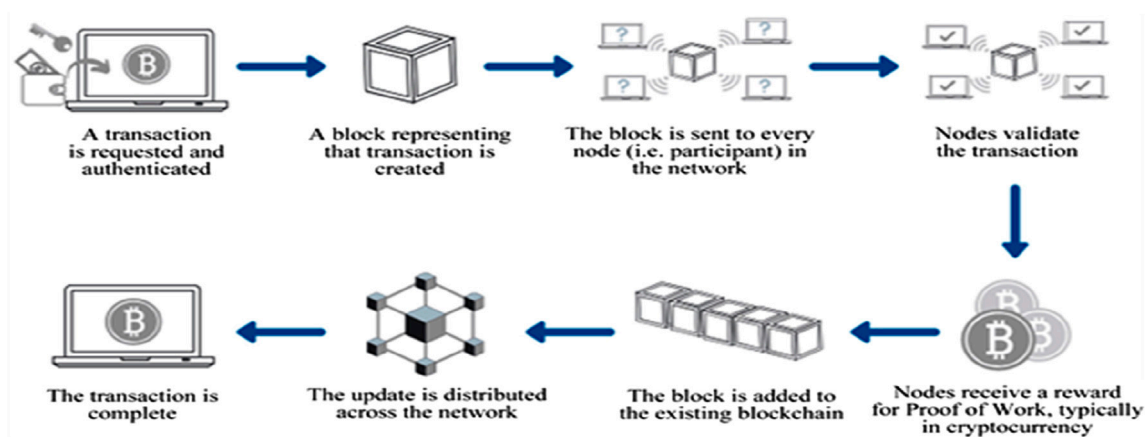 A transaction
is requested and
authenticated
A block representing
that transaction is
created
The block is sent to every
node (i.e. participant) in
the network
Nodes validate
the transaction
Nodes receive a reward
for Proof of Work, typically
in cryptocurrency
The block is added to
the existing blockchain
The update is distributed
across the network
The transaction is
complete